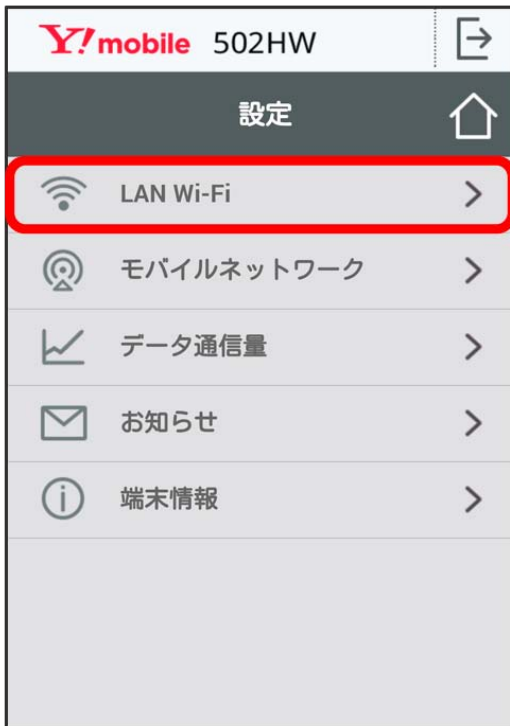 Y! mobile 502HW
設定
LAN Wi-Fi
モバイルネットワーク
データ通信量
お知らせ
端末情報